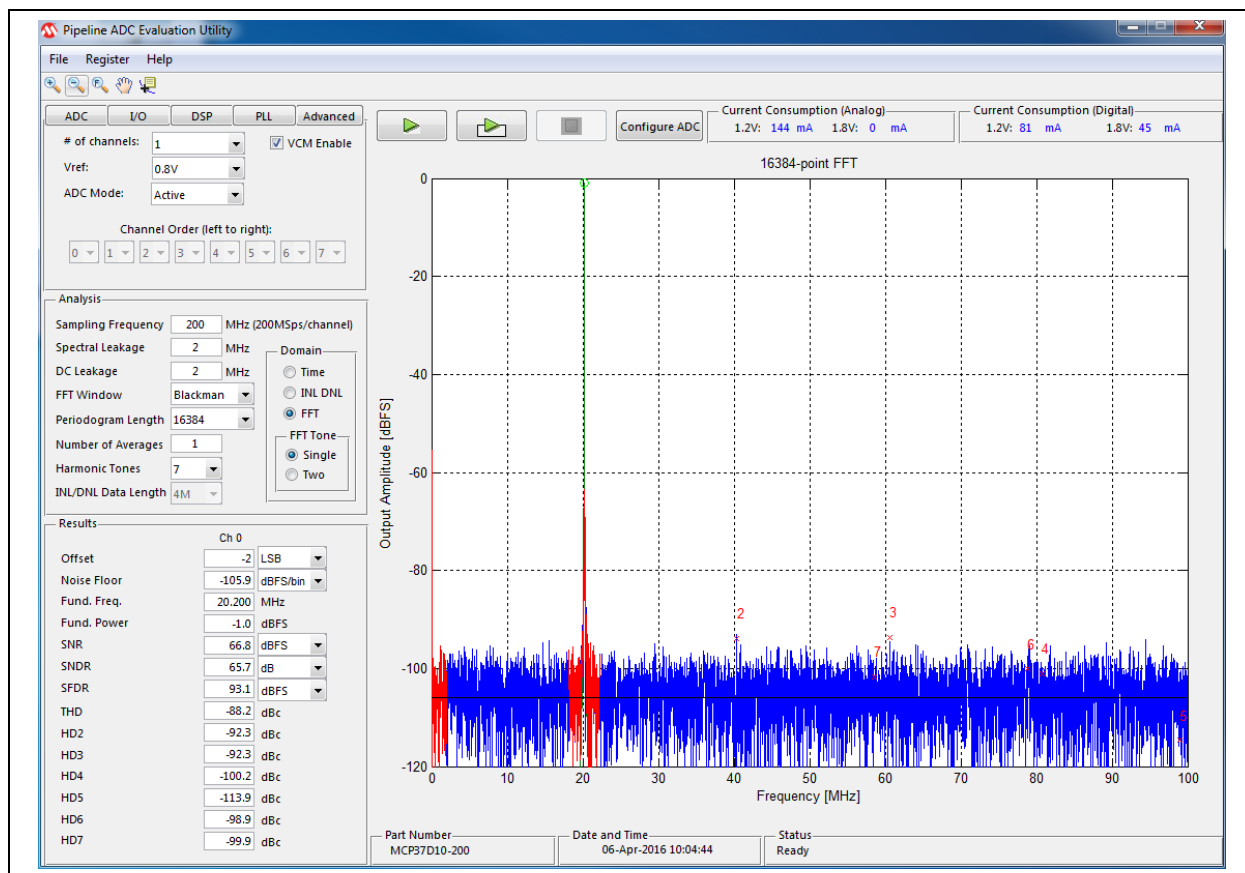 Pipeline ADC Evaluation Utility
File Register Help
ADC I/O DSP PLL Advanced
# of channels: 1 VCM Enable
Vref: 0.8V
ADC Mode: Active
Channel Order (left to right):
0 1 2 3 4 5 6 7
Configure ADC
Current Consumption (Analog)
1.2V: 144 mA 1.8V: 0 mA
Current Consumption (Digital)
1.2V: 81 mA 1.8V: 45 mA
Analysis
Sampling Frequency 200 MHz (200MSps/channel)
Spectral Leakage 2 MHz
DC Leakage 2 MHz
FFT Window Blackman
Periodogram Length 16384
Number of Averages 1
Harmonic Tones 7
INL/DNL Data Length 4M
Domain
Time
INL DNL
FFT
FFT Tone
Single
Two
Results
Ch 0
Offset -2 LSB
Noise Floor -105.9 dBFS/bin
Fund. Freq. 20.200 MHz
Fund. Power -1.0 dBFS
SNR 66.8 dBFS
SNDR 65.7 dB
SFDR 93.1 dBFS
THD -88.2 dBc
HD2 -92.3 dBc
HD3 -92.3 dBc
HD4 -100.2 dBc
HD5 -113.9 dBc
HD6 -98.9 dBc
HD7 -99.9 dBc
16384-point FFT
Output Amplitude [dBFS]
0
-20
-40
-60
-80
-100
-120
2
3
7
6
4
5
0 10 20 30 40 50 60 70 80 90 100
Frequency [MHz]
Part Number
MCP37D10-200
Date and Time
06-Apr-2016 10:04:44
Status
Ready